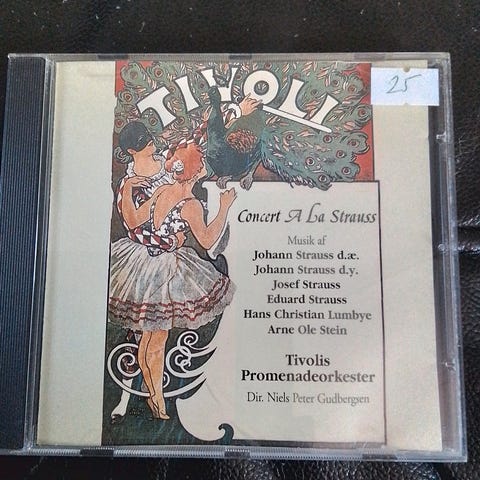 TIVOLI
25
Concert A La Strauss
Musik af
Johann Strauss d.æ.
Johann Strauss d.y.
Josef Strauss
Eduard Strauss
Hans Christian Lumbye
Arne Ole Stein
Tivolis
Promenadeorkester
Dir. Niels Peter Gudbergsen